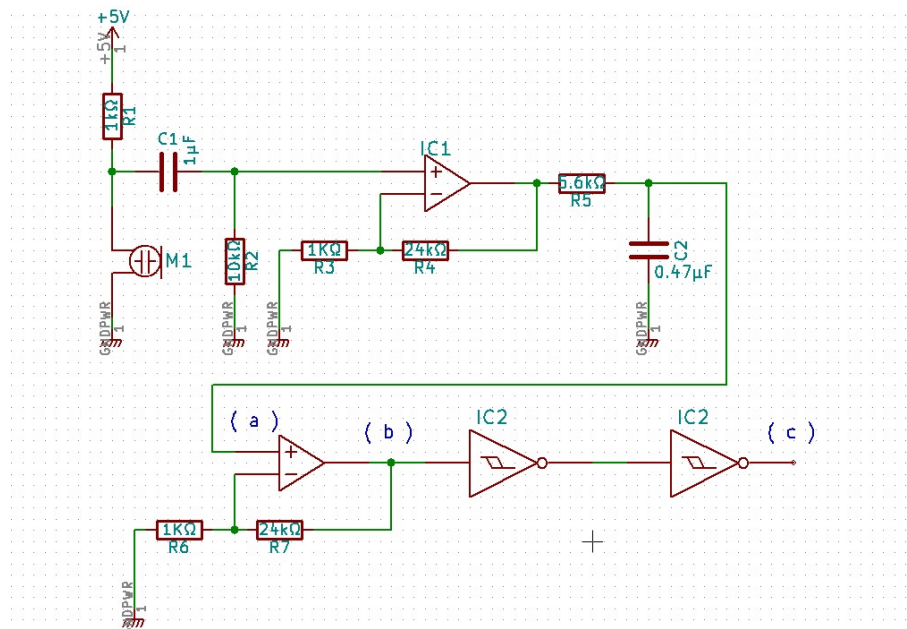 +5V
+5V
1
1kΩ
R1
C1
1µF
IC1
5.6kΩ
R5
M1
10kΩ
R2
1KΩ
R3
24kΩ
R4
C2
0.47µF
GNDPWR
1
GNDPWR
1
GNDPWR
1
GNDPWR
1
( a )
( b )
IC2
IC2
( c )
1KΩ
R6
24kΩ
R7
GNDPWR
1